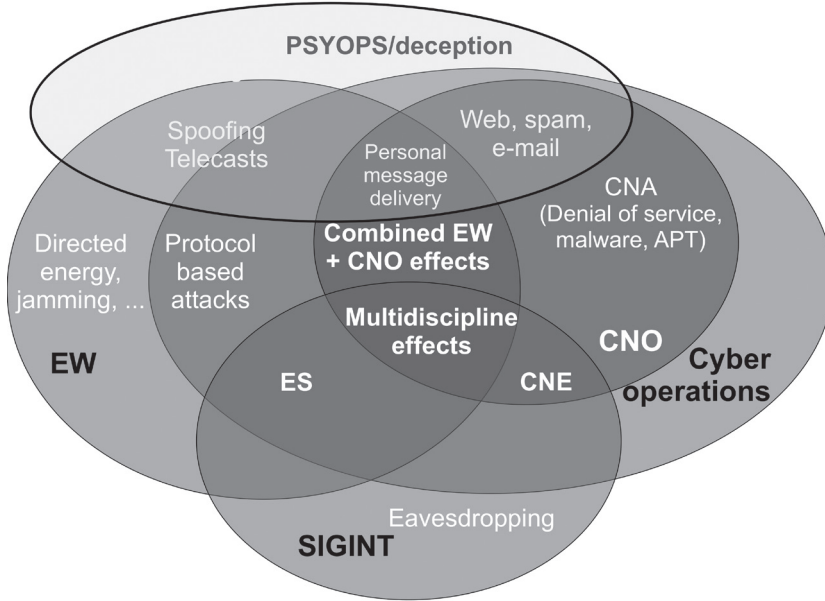 PSYOPS/deception
Spoofing
Telecasts
Web, spam,
e-mail
Personal
message
delivery
CNA
(Denial of service,
malware, APT)
Directed
energy,
jamming, ...
Protocol
based
attacks
Combined EW
+ CNO effects
Multidiscipline
effects
CNO
EW
Cyber
operations
ES
CNE
Eavesdropping
SIGINT